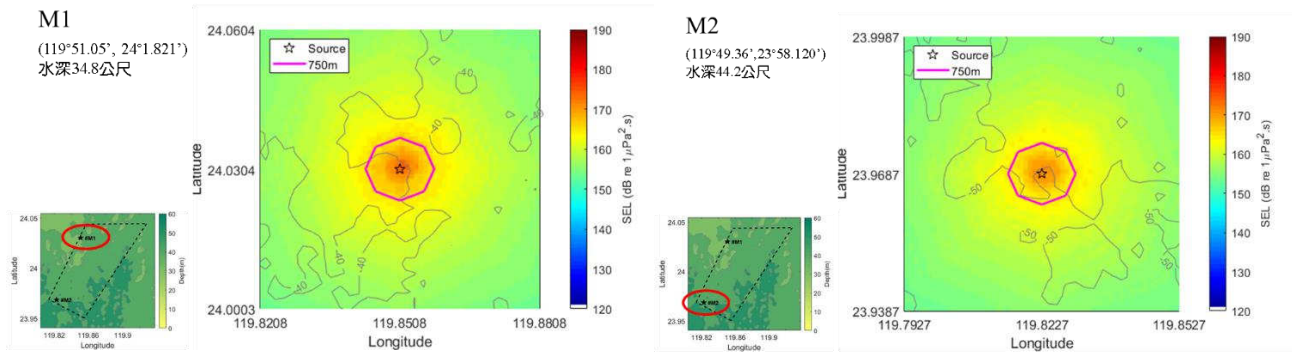 M1
(119°51.05’, 24°1.821’)
水深34.8公尺
24.0604
24.0304
24.0003
Latitude
119.8208
119.8508
119.8808
Longitude
Source
750m
-40
-40
-40
-40
-40
190
180
170
160
150
140
130
120
SEL (dB re 1 μPa².s)
24.05
24
23.95
Latitude
119.82
119.86
119.9
Longitude
#M1
#M2
60
50
40
30
20
10
0
Depth(m)
M2
(119°49.36’,23°58.120’)
水深44.2公尺
23.9987
23.9687
23.9387
Latitude
119.7927
119.8227
119.8527
Longitude
Source
750m
-50
-50
-50
-50
190
180
170
160
150
140
130
120
SEL (dB re 1 μPa².s)
24.05
24
23.95
Latitude
119.82
119.86
119.9
Longitude
#M1
#M2
60
50
40
30
20
10
0
Depth(m)